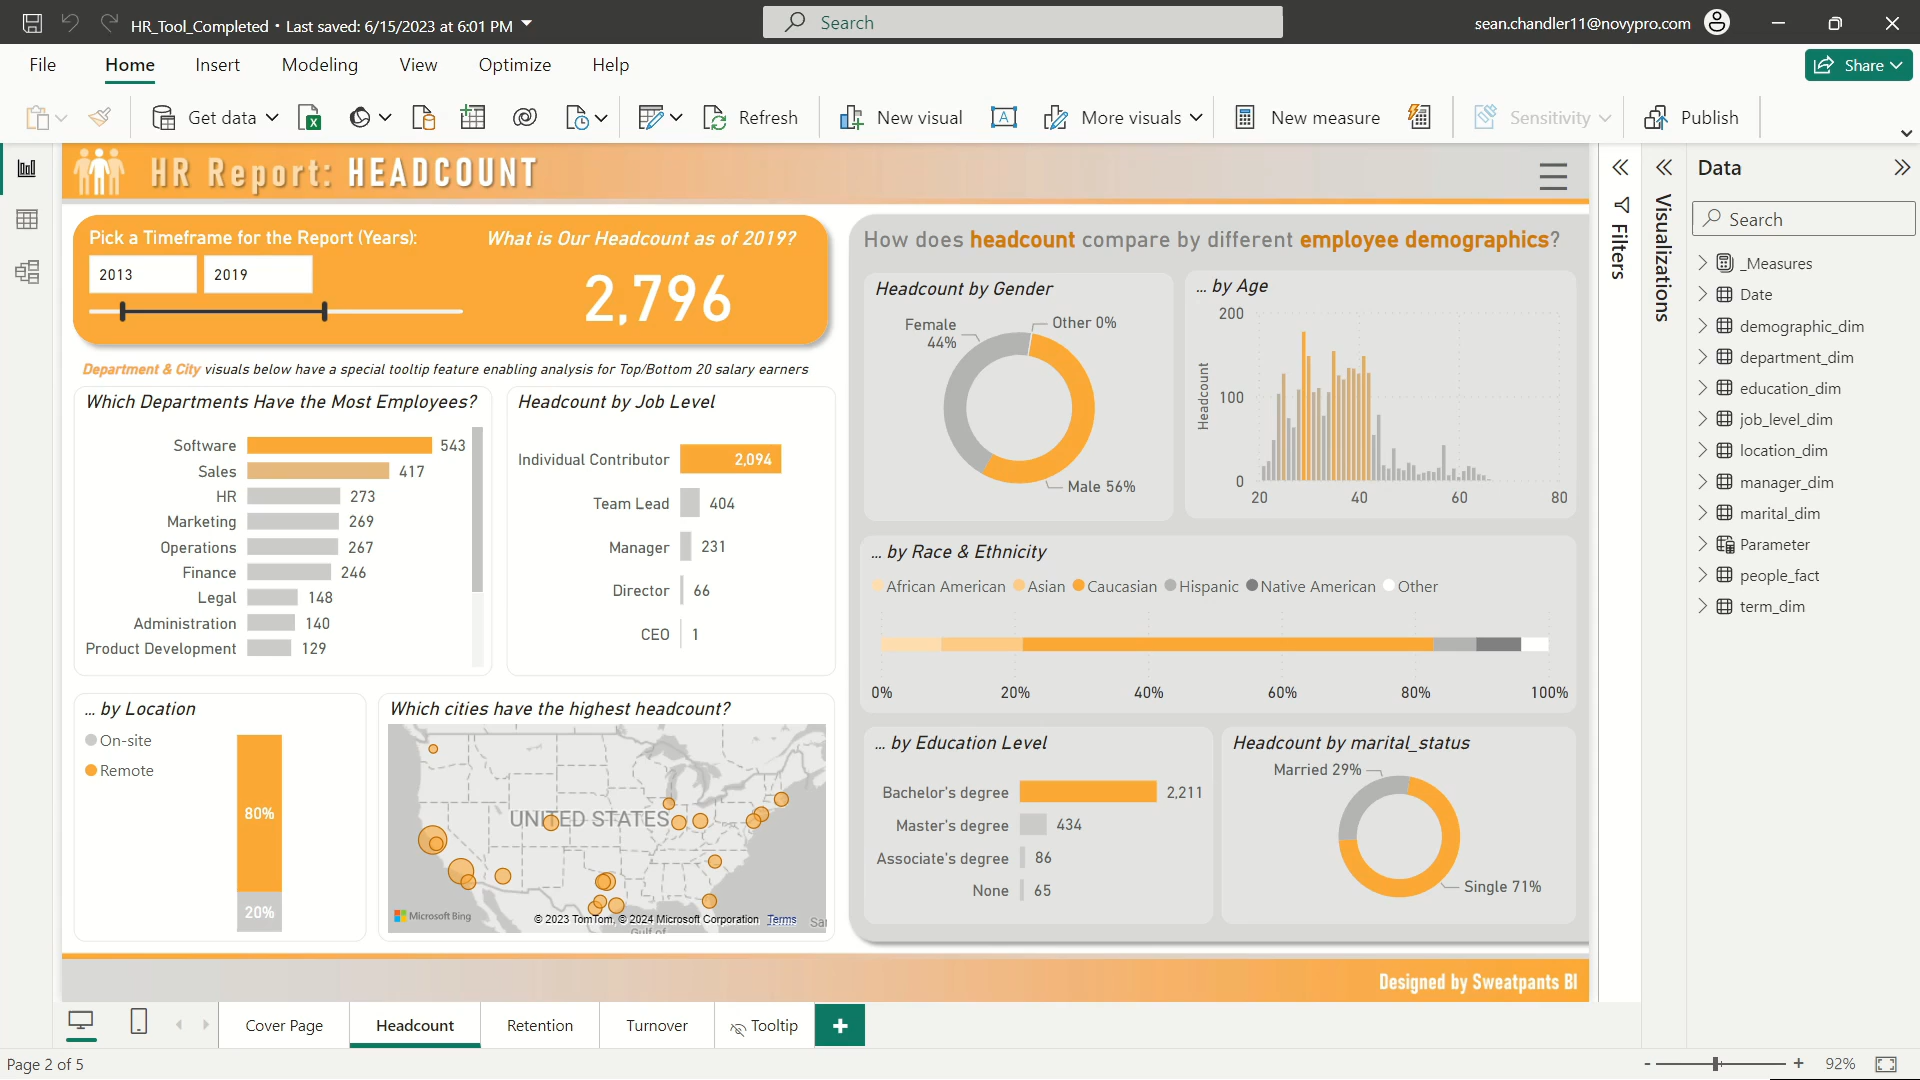 HR_Tool_Completed • Last saved: 6/15/2023 at 6:01 PM
Search
sean.chandler11@novypro.com
File Home Insert Modeling View Optimize Help
Share
Get data
Refresh
New visual
More visuals
New measure
Sensitivity
Publish
HR Report: HEADCOUNT
Pick a Timeframe for the Report (Years):
2013 2019
What is Our Headcount as of 2019?
2,796
Department & City visuals below have a special tooltip feature enabling analysis for Top/Bottom 20 salary earners
Which Departments Have the Most Employees?
Software 543
Sales 417
HR 273
Marketing 269
Operations 267
Finance 246
Legal 148
Administration 140
Product Development 129
Headcount by Job Level
Individual Contributor 2,094
Team Lead 404
Manager 231
Director 66
CEO 1
... by Location
On-site
Remote
80%
20%
Which cities have the highest headcount?
UNITED STATES
Microsoft Bing
© 2023 TomTom, © 2024 Microsoft Corporation Terms
Gulf of
How does headcount compare by different employee demographics?
Headcount by Gender
Female
44%
Other 0%
Male 56%
... by Age
Headcount
200
100
0
20 40 60 80
... by Race & Ethnicity
African American Asian Caucasian Hispanic Native American Other
0% 20% 40% 60% 80% 100%
... by Education Level
Bachelor's degree 2,211
Master's degree 434
Associate's degree 86
None 65
Headcount by marital_status
Married 29%
Single 71%
Designed by Sweatpants BI
Filters
Visualizations
Data
Search
_Measures
Date
demographic_dim
department_dim
education_dim
job_level_dim
location_dim
manager_dim
marital_dim
Parameter
people_fact
term_dim
Cover Page Headcount Retention Turnover Tooltip
Page 2 of 5
92%